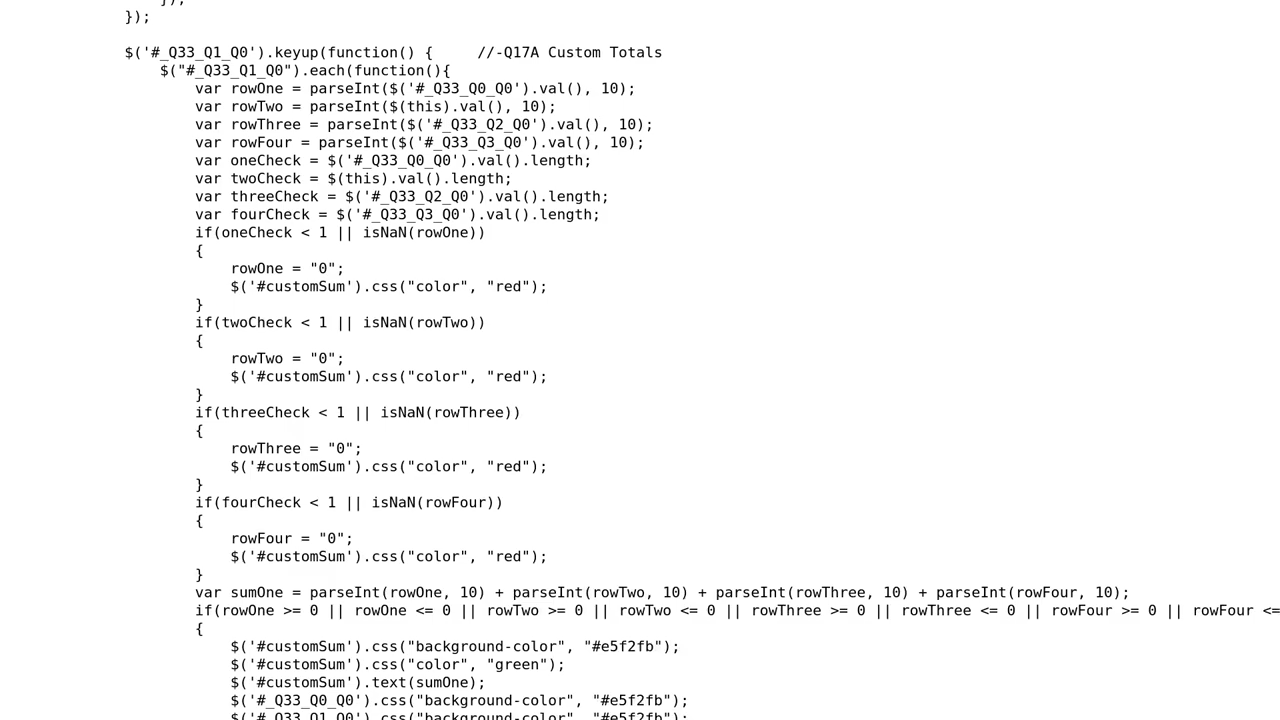 });
});
$('#_Q33_Q1_Q0').keyup(function() {     //-Q17A Custom Totals
$("#_Q33_Q1_Q0").each(function(){
var rowOne = parseInt($('#_Q33_Q0_Q0').val(), 10);
var rowTwo = parseInt($(this).val(), 10);
var rowThree = parseInt($('#_Q33_Q2_Q0').val(), 10);
var rowFour = parseInt($('#_Q33_Q3_Q0').val(), 10);
var oneCheck = $('#_Q33_Q0_Q0').val().length;
var twoCheck = $(this).val().length;
var threeCheck = $('#_Q33_Q2_Q0').val().length;
var fourCheck = $('#_Q33_Q3_Q0').val().length;
if(oneCheck < 1 || isNaN(rowOne))
{
rowOne = "0";
$('#customSum').css("color", "red");
}
if(twoCheck < 1 || isNaN(rowTwo))
{
rowTwo = "0";
$('#customSum').css("color", "red");
}
if(threeCheck < 1 || isNaN(rowThree))
{
rowThree = "0";
$('#customSum').css("color", "red");
}
if(fourCheck < 1 || isNaN(rowFour))
{
rowFour = "0";
$('#customSum').css("color", "red");
}
var sumOne = parseInt(rowOne, 10) + parseInt(rowTwo, 10) + parseInt(rowThree, 10) + parseInt(rowFour, 10);
if(rowOne >= 0 || rowOne <= 0 || rowTwo >= 0 || rowTwo <= 0 || rowThree >= 0 || rowThree <= 0 || rowFour >= 0 || rowFour <=
{
$('#customSum').css("background-color", "#e5f2fb");
$('#customSum').css("color", "green");
$('#customSum').text(sumOne);
$('#_Q33_Q0_Q0').css("background-color", "#e5f2fb");
$('#_Q33_Q1_Q0').css("background-color", "#e5f2fb");